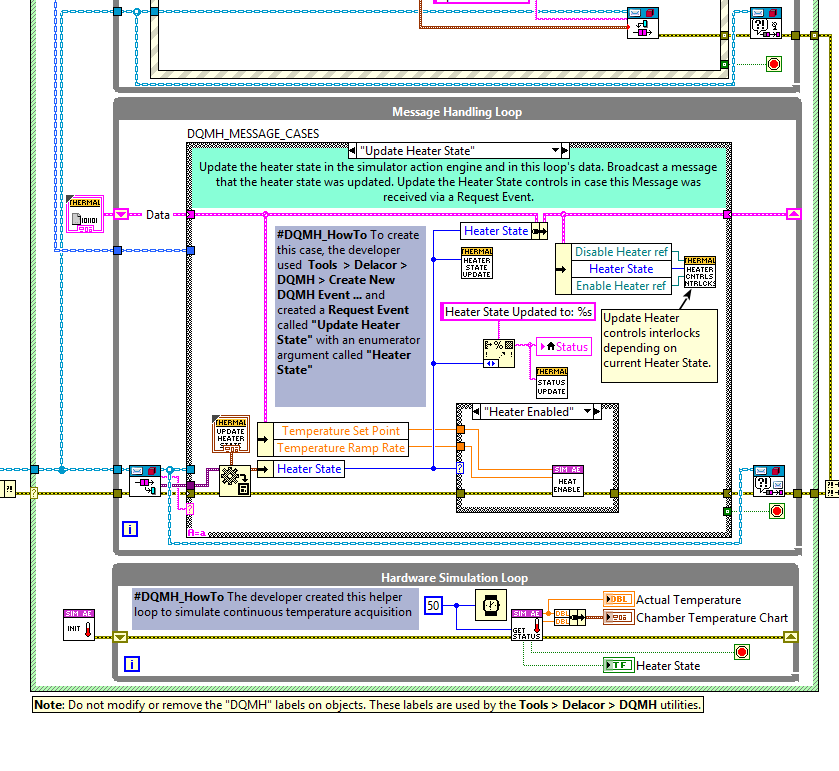 Message Handling Loop
DQMH_MESSAGE_CASES
"Update Heater State"
Update the heater state in the simulator action engine and in this loop's data. Broadcast a message
that the heater state was updated. Update the Heater State controls in case this Message was
received via a Request Event.
THERMAL
Data
#DQMH_HowTo To create
this case, the developer
used Tools > Delacor >
DQMH > Create New
DQMH Event ... and
created a Request Event
called "Update Heater
State" with an enumerator
argument called "Heater
State"
Heater State
THERMAL
HEATER
STATE
UPDATE
Disable Heater ref
Heater State
Enable Heater ref
THERMAL
HEATER
CNTRLS
NTRLCKS
Heater State Updated to: %s
Status
THERMAL
STATUS
UPDATE
Update Heater
controls interlocks
depending on
current Heater State.
"Heater Enabled"
THERMAL
UPDATE
HEATER
Temperature Set Point
Temperature Ramp Rate
Heater State
SIM AE
HEAT
ENABLE
A=a
i
Hardware Simulation Loop
#DQMH_HowTo The developer created this helper
loop to simulate continuous temperature acquisition
50
SIM AE
INIT
SIM AE
GET
STATUS
DBL
DBL
DBL
Actual Temperature
Chamber Temperature Chart
TF
Heater State
i
Note: Do not modify or remove the "DQMH" labels on objects. These labels are used by the Tools > Delacor > DQMH utilities.